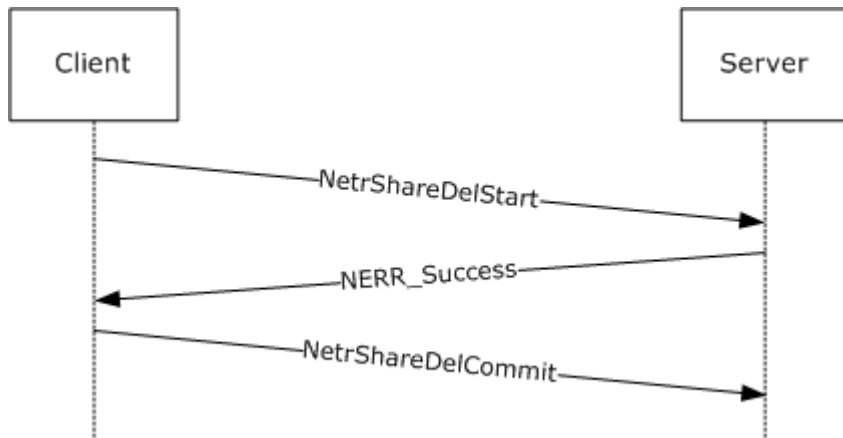 Client
Server
NetrShareDelStart
NERR_Success
NetrShareDelCommit